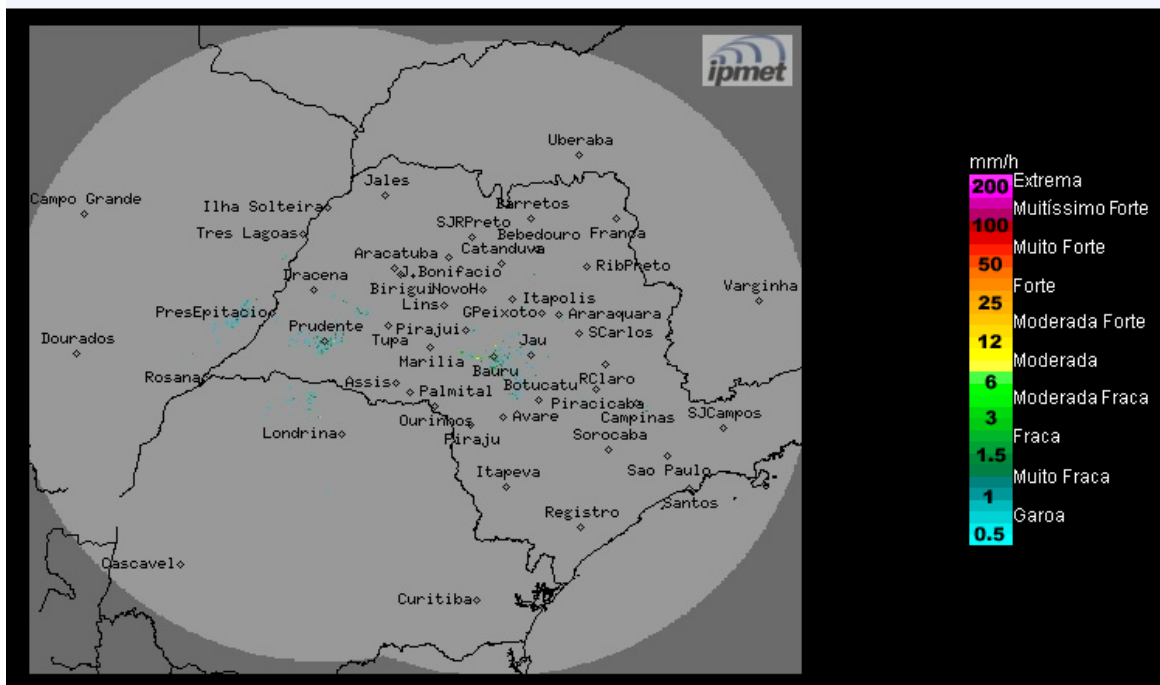 ipmet
Uberaba
Jales
Campo Grande
Ilha Solteira
Barretos
SJRPreto
Tres Lagoas
Bebedouro
Franca
Aracatuba
Catanduva
Dracena
J.Bonifacio
RibPreto
Birigui
NovoH
Varginha
Lins
Itapolis
PresEpitacio
GPeixoto
Araraquara
Prudente
Pirajui
SCarlos
Dourados
Tupa
Jau
Marilia
Bauru
Rosana
Assis
Botucatu
RClaro
Palmital
Piracicaba
Ourinhos
Avare
Campinas
SJCampos
Londrina
Piraju
Sorocaba
Itapeva
Sao Paulo
Santos
Registro
Cascavel
Curitiba
mm/h
200 Extrema
Muitíssimo Forte
100
Muito Forte
50
Forte
25
Moderada Forte
12
Moderada
6
Moderada Fraca
3
Fraca
1.5
Muito Fraca
1
Garoa
0.5